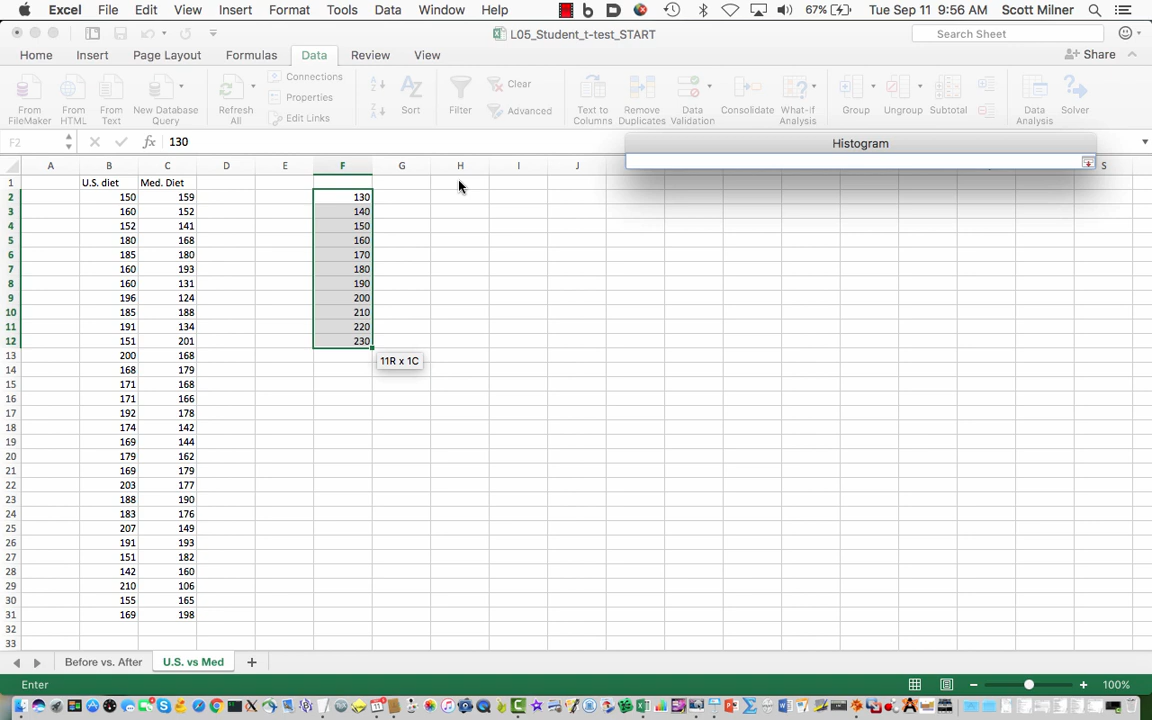 Excel File Edit View Insert Format Tools Data Window Help 67% Tue Sep 11 9:56 AM Scott Milner
L05_Student_t-test_START Search Sheet
Home Insert Page Layout Formulas Data Review View Share
From FileMaker From HTML From Text New Database Query Refresh All Connections Properties Edit Links Sort Filter Clear Advanced Text to Columns Remove Duplicates Data Validation Consolidate What-if Analysis Group Ungroup Subtotal Data Analysis Solver
F2 fx 130 Histogram
A B C D E F G H I J S
1 U.S. diet Med. Diet
2 150 159 130
3 160 152 140
4 152 141 150
5 180 168 160
6 185 180 170
7 160 193 180
8 160 131 190
9 196 124 200
10 185 188 210
11 191 134 220
12 151 201 230
13 200 168 11R x 1C
14 168 179
15 171 168
16 171 166
17 192 178
18 174 142
19 169 144
20 179 162
21 169 179
22 203 177
23 188 190
24 183 176
25 207 149
26 191 193
27 151 182
28 142 160
29 210 106
30 155 165
31 169 198
32
33
Before vs. After U.S. vs Med +
Enter 100%